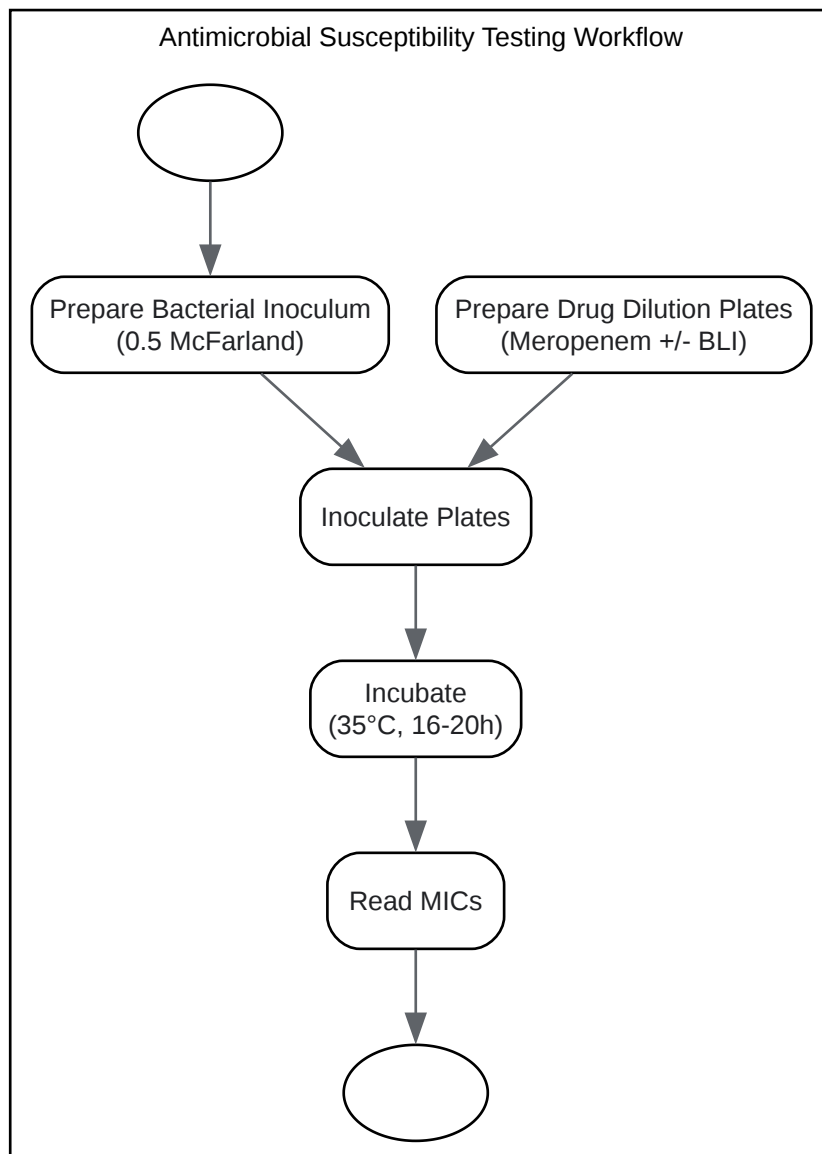 Antimicrobial Susceptibility Testing Workflow
Prepare Bacterial Inoculum
(0.5 McFarland)
Prepare Drug Dilution Plates
(Meropenem +/- BLI)
Inoculate Plates
Incubate
(35°C, 16-20h)
Read MICs